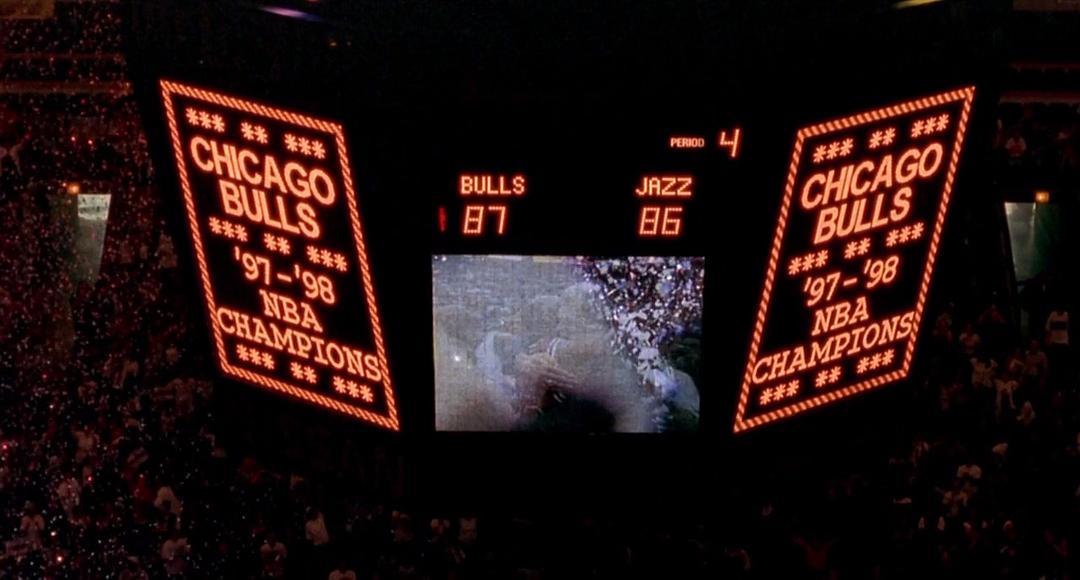 *** ** ***
CHICAGO
BULLS
*** ** ***
'97-'98
NBA
CHAMPIONS
*** ** ***
PERIOD 4
BULLS JAZZ
87 86
*** ** ***
CHICAGO
BULLS
*** ** ***
'97-'98
NBA
CHAMPIONS
*** ** ***